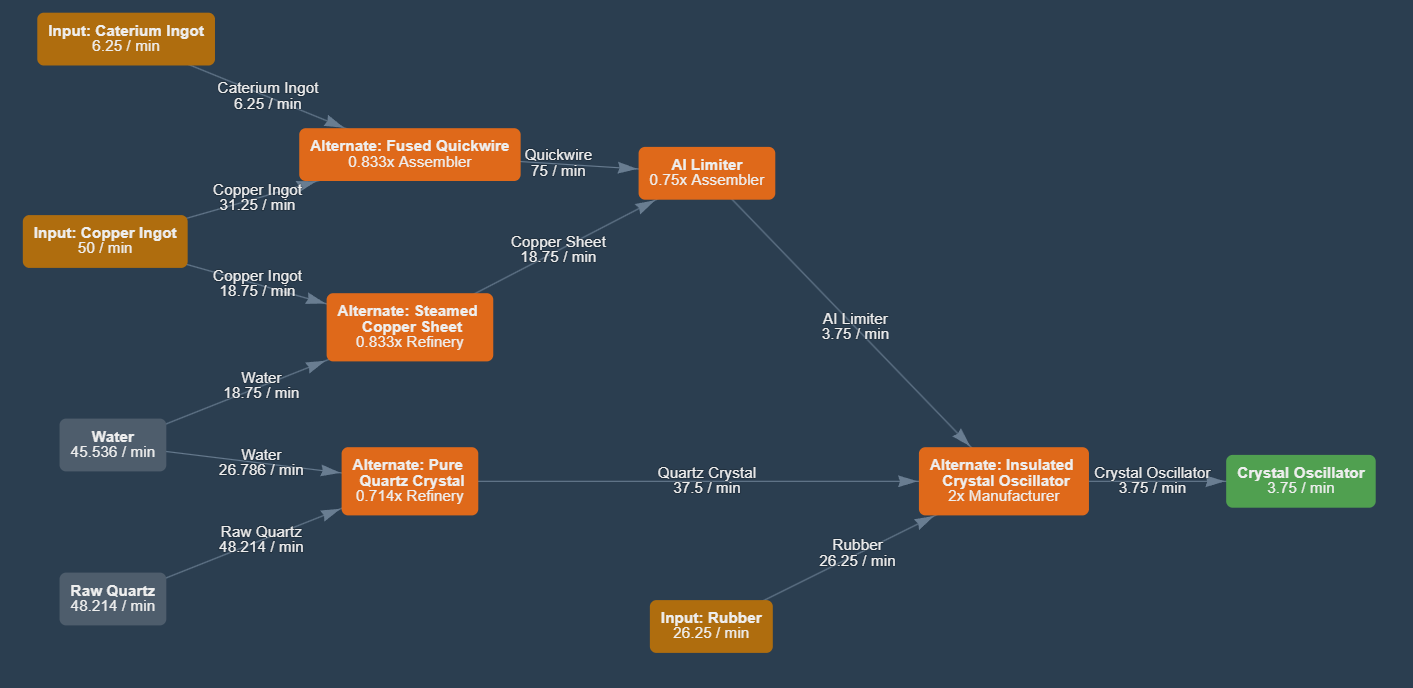 Input: Caterium Ingot
6.25 / min
Caterium Ingot
6.25 / min
Alternate: Fused Quickwire
0.833x Assembler
Quickwire
75 / min
AI Limiter
0.75x Assembler
Copper Ingot
31.25 / min
Input: Copper Ingot
50 / min
Copper Ingot
18.75 / min
Copper Sheet
18.75 / min
Alternate: Steamed
Copper Sheet
0.833x Refinery
AI Limiter
3.75 / min
Water
18.75 / min
Water
45.536 / min
Water
26.786 / min
Alternate: Pure
Quartz Crystal
0.714x Refinery
Quartz Crystal
37.5 / min
Alternate: Insulated
Crystal Oscillator
2x Manufacturer
Crystal Oscillator
3.75 / min
Crystal Oscillator
3.75 / min
Raw Quartz
48.214 / min
Rubber
26.25 / min
Raw Quartz
48.214 / min
Input: Rubber
26.25 / min